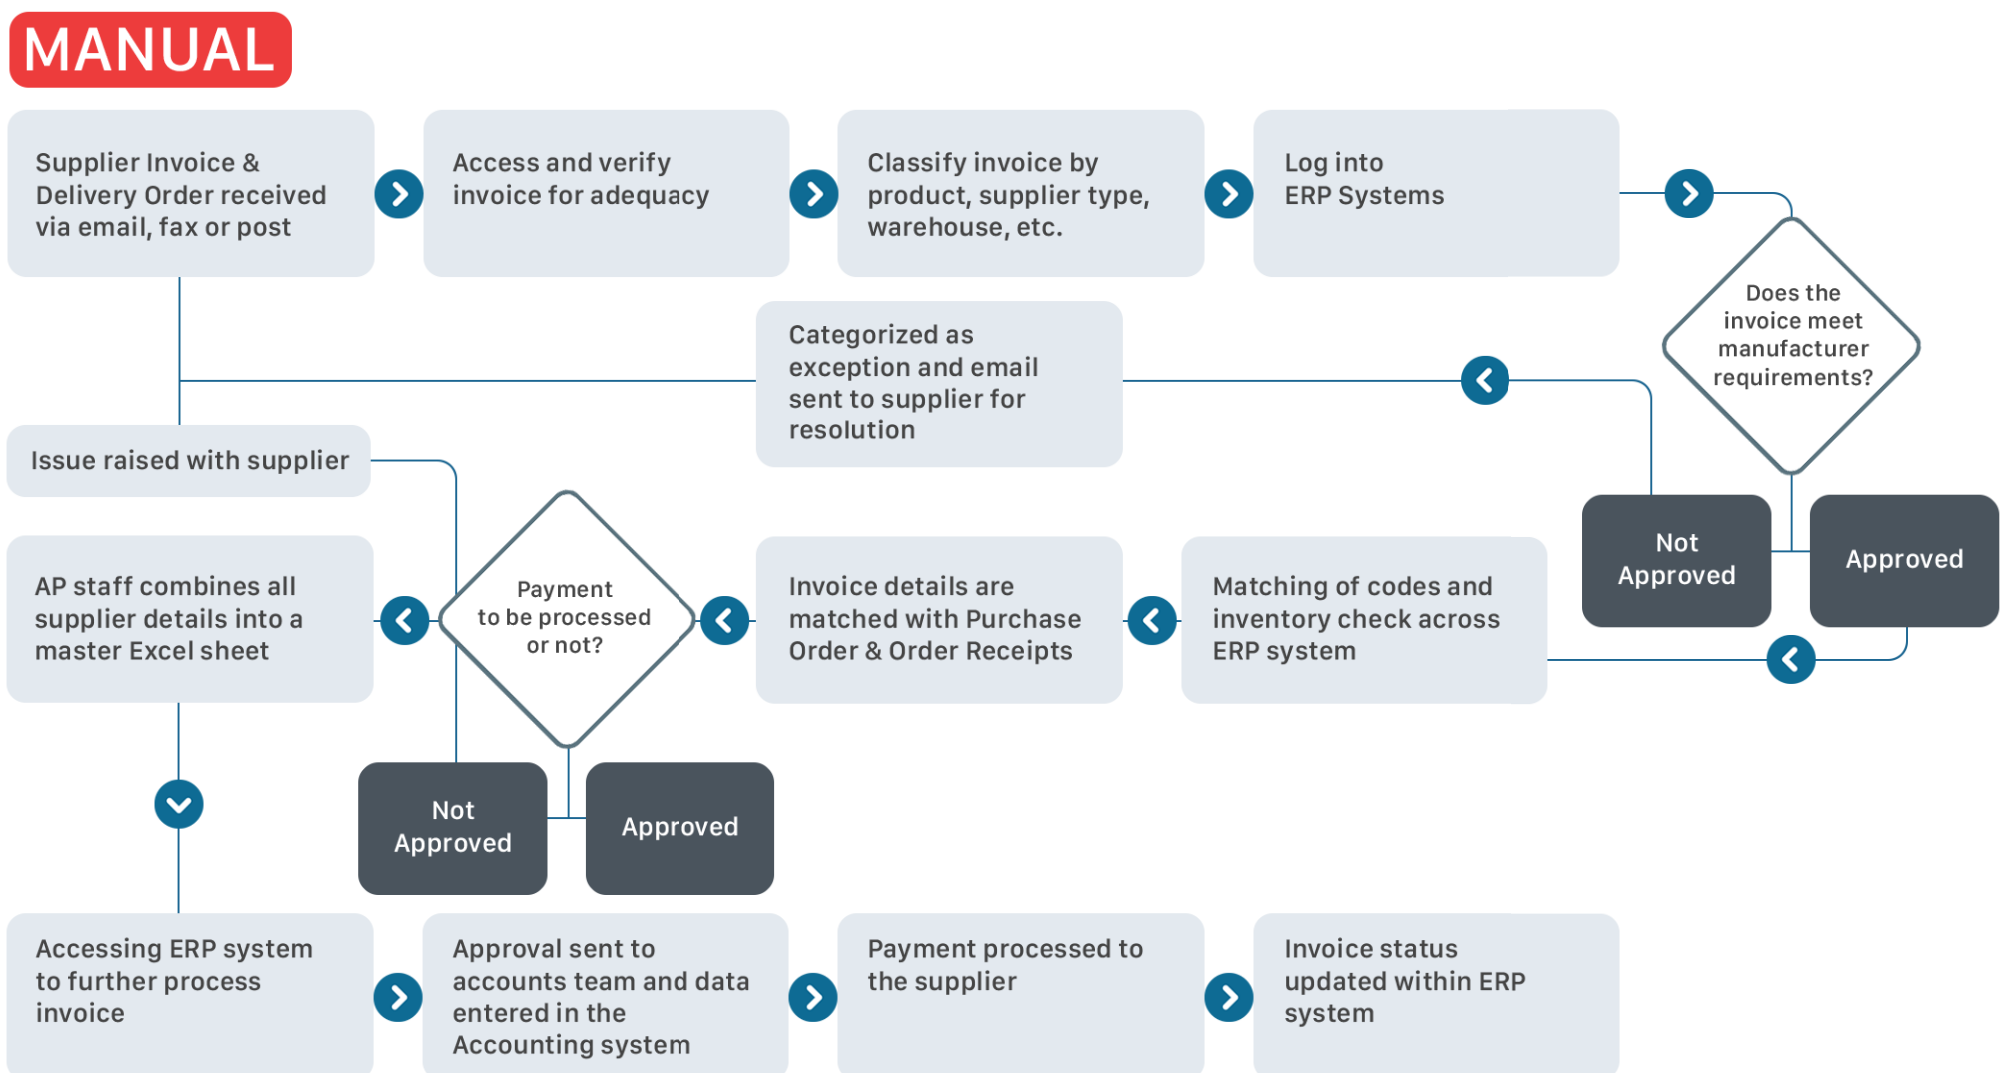 MANUAL
Supplier Invoice &
Delivery Order received
via email, fax or post
Access and verify
invoice for adequacy
Classify invoice by
product, supplier type,
warehouse, etc.
Log into
ERP Systems
Does the
invoice meet
manufacturer
requirements?
Categorized as
exception and email
sent to supplier for
resolution
Issue raised with supplier
Not
Approved
Approved
Matching of codes and
inventory check across
ERP system
Invoice details are
matched with Purchase
Order & Order Receipts
Payment
to be processed
or not?
AP staff combines all
supplier details into a
master Excel sheet
Not
Approved
Approved
Accessing ERP system
to further process
invoice
Approval sent to
accounts team and data
entered in the
Accounting system
Payment processed to
the supplier
Invoice status
updated within ERP
system